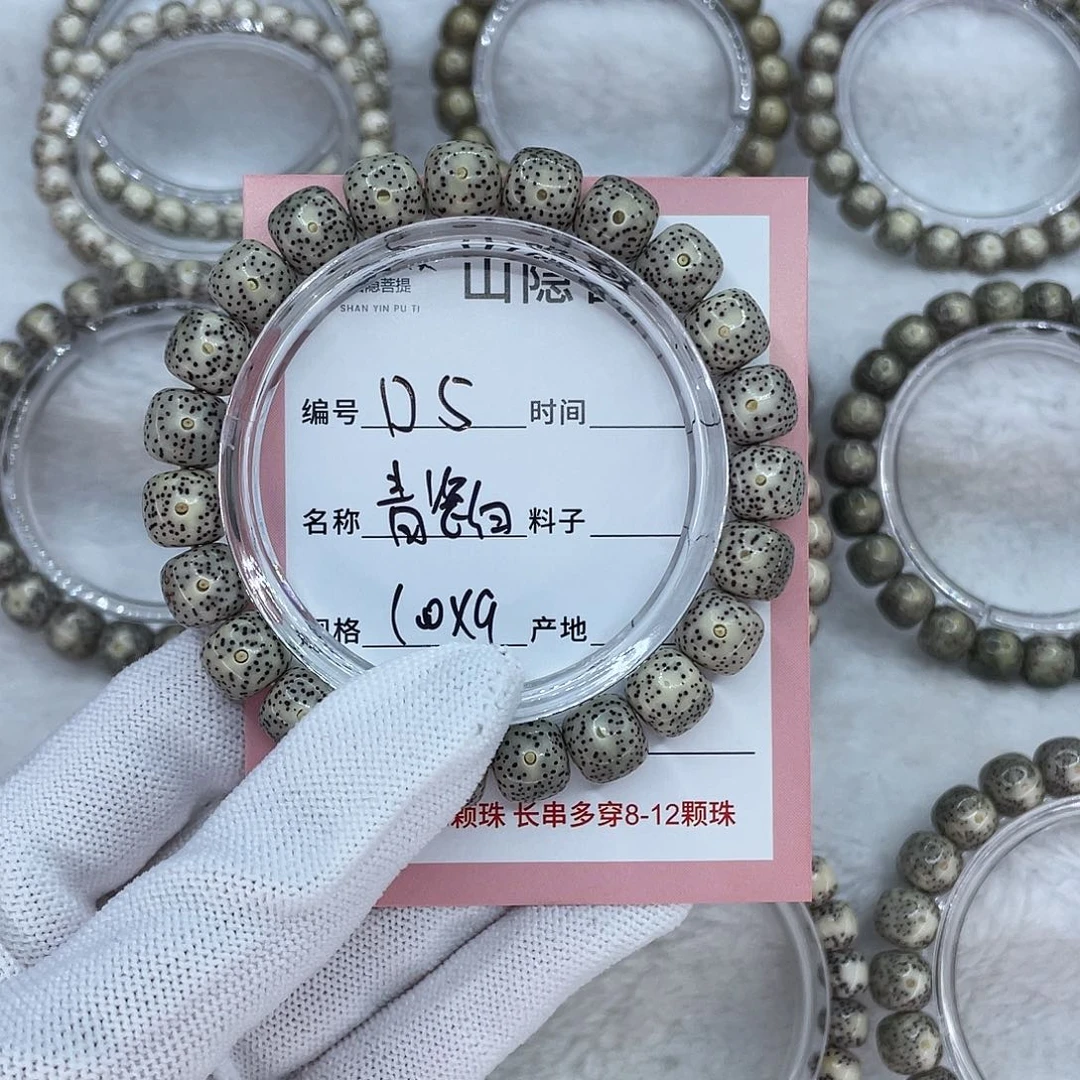 山隐
隐菩提
SHAN YIN PU TI
编号 DS 时间
名称 青瓷白 料子
格 10X9 产地
颗珠 长串多穿8-12颗珠